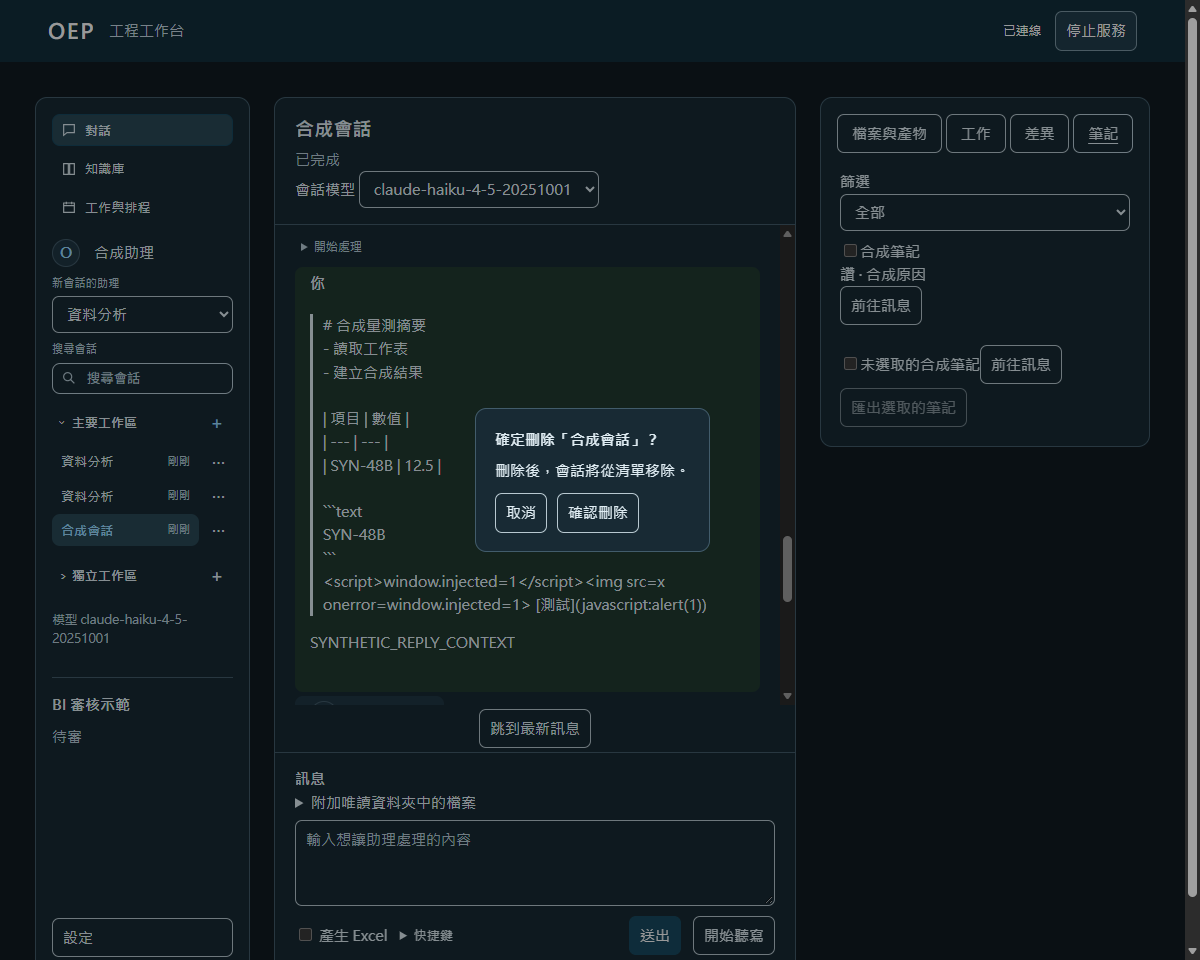 OEP 工程工作台
已連線
停止服務
對話
知識庫
工作與排程
O 合成助理
新會話的助理
資料分析
搜尋會話
搜尋會話
主要工作區 +
資料分析 剛剛 ...
資料分析 剛剛 ...
合成會話 剛剛 ...
獨立工作區 +
模型 claude-haiku-4-5-
20251001
BI 審核示範
待審
設定
合成會話
已完成
會話模型 claude-haiku-4-5-20251001
開始處理
你
# 合成量測摘要
- 讀取工作表
- 建立合成結果
| 項目 | 數值 |
| --- | --- |
| SYN-48B | 12.5 |
```text
SYN-48B
```
<script>window.injected=1</script><img src=x
onerror=window.injected=1> [測試](javascript:alert(1))
SYNTHETIC_REPLY_CONTEXT
確定刪除「合成會話」？
刪除後，會話將從清單移除。
取消 確認刪除
跳到最新訊息
訊息
附加唯讀資料夾中的檔案
輸入想讓助理處理的內容
產生 Excel 快捷鍵
送出 開始聽寫
檔案與產物 工作 差異 筆記
篩選
全部
合成筆記
讚 · 合成原因
前往訊息
未選取的合成筆記 前往訊息
匯出選取的筆記